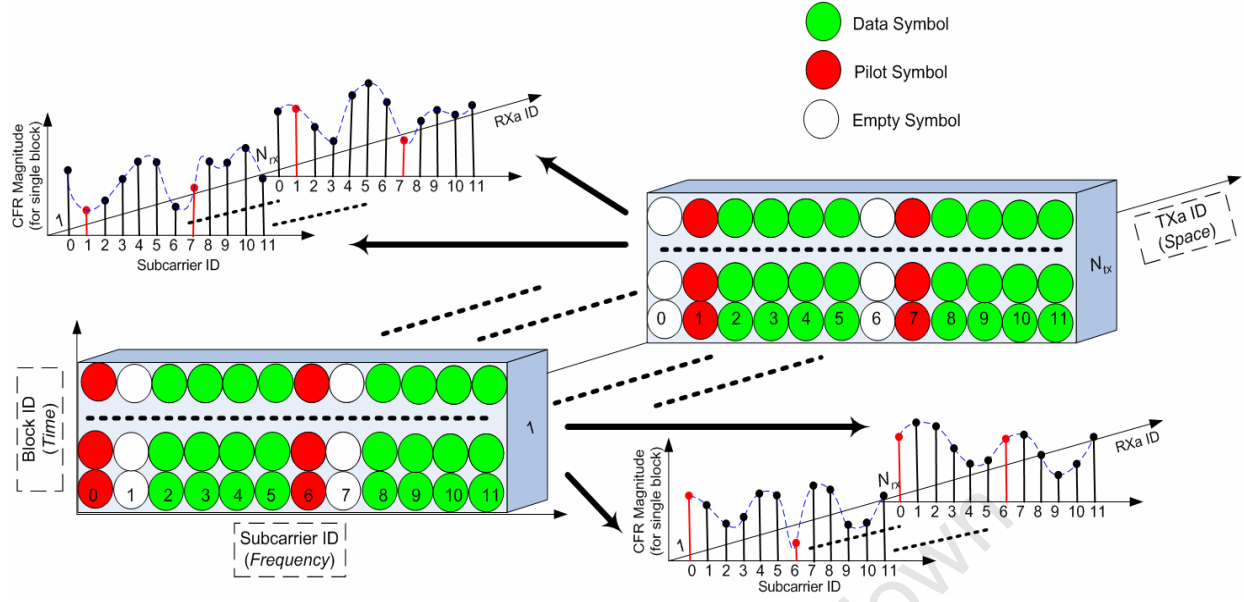 Data Symbol
Pilot Symbol
Empty Symbol
CFR Magnitude
(for single block)
1
0 1 2 3 4 5 6 7 8 9 10 11
Subcarrier ID
N_rx
0 1 2 3 4 5 6 7 8 9 10 11
RXa ID
0 1 2 3 4 5 6 7 8 9 10 11
N_tx
TXa ID
(Space)
Block ID
(Time)
0 1 2 3 4 5 6 7 8 9 10 11
1
Subcarrier ID
(Frequency)
CFR Magnitude
(for single block)
1
0 1 2 3 4 5 6 7 8 9 10 11
Subcarrier ID
N_rx
0 1 2 3 4 5 6 7 8 9 10 11
RXa ID